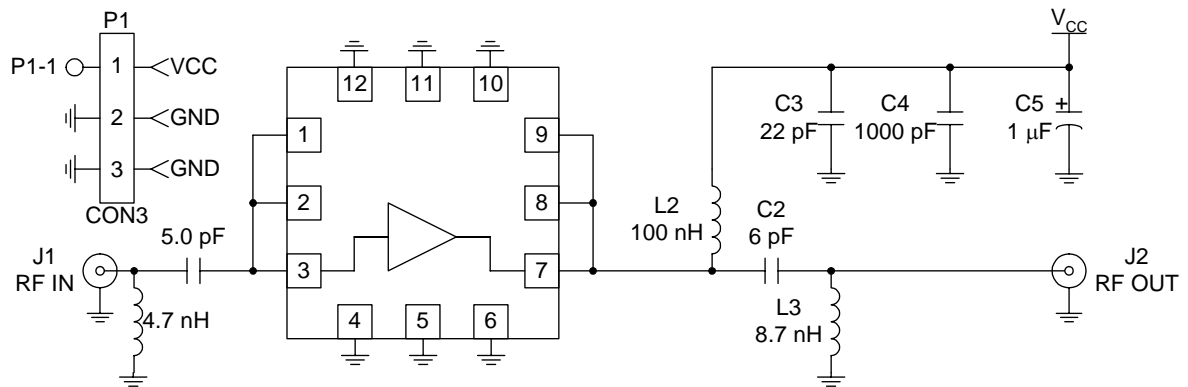 P1
P1-1
1
VCC
2
GND
3
GND
CON3
12
11
10
1
2
3
4
5
6
7
8
9
V_CC
C3
22 pF
C4
1000 pF
C5
+
1 μF
L2
100 nH
C2
6 pF
J1
RF IN
5.0 pF
4.7 nH
L3
8.7 nH
J2
RF OUT